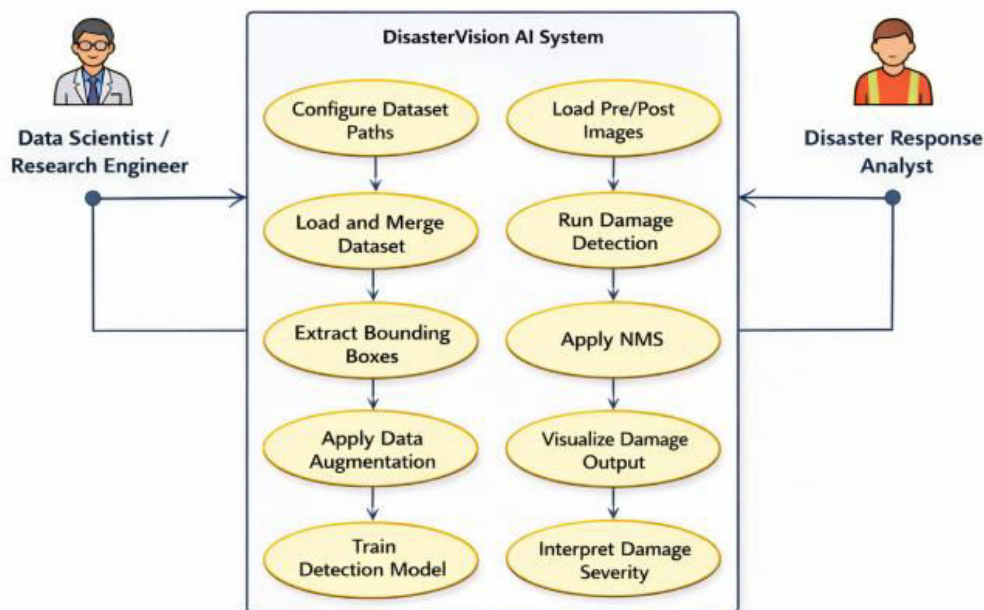 DisasterVision AI System
Data Scientist /
Research Engineer
Configure Dataset
Paths
Load and Merge
Dataset
Extract Bounding
Boxes
Apply Data
Augmentation
Train
Detection Model
Load Pre/Post
Images
Run Damage
Detection
Apply NMS
Visualize Damage
Output
Interpret Damage
Severity
Disaster Response
Analyst